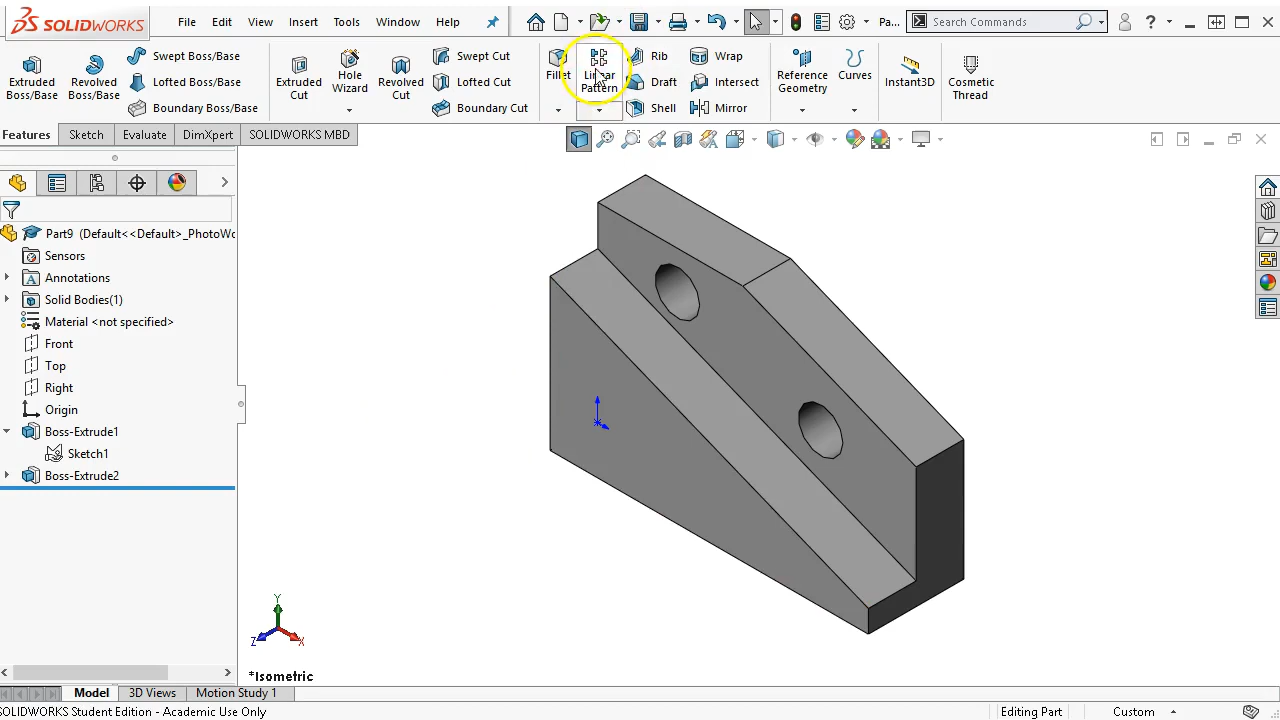 SOLIDWORKS File Edit View Insert Tools Window Help Pa... Search Commands ?
Extruded Boss/Base Revolved Boss/Base Swept Boss/Base Lofted Boss/Base Boundary Boss/Base Extruded Cut Hole Wizard Revolved Cut Swept Cut Lofted Cut Boundary Cut Fillet Linear Pattern Rib Draft Shell Wrap Intersect Mirror Reference Geometry Curves Instant3D Cosmetic Thread
Features Sketch Evaluate DimXpert SOLIDWORKS MBD
Part9 (Default<<Default>_PhotoWo
Sensors
Annotations
Solid Bodies(1)
Material <not specified>
Front
Top
Right
Origin
Boss-Extrude1
Sketch1
Boss-Extrude2
Y
Z X
*Isometric
Model 3D Views Motion Study 1
SOLIDWORKS Student Edition - Academic Use Only Editing Part Custom